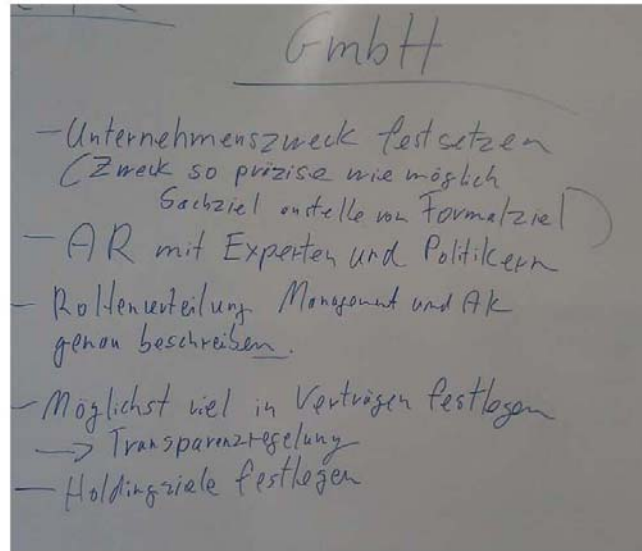 GmbH
- Unternehmenszweck festsetzen
(Zweck so präzise wie möglich
Sachziel anstelle von Formalziel)
- AR mit Experten und Politikern
- Rollenverteilung Management und AR
genau beschreiben.
- Möglichst viel in Verträgen festlegen
-> Transparenzregelung
- Holdingziele festlegen